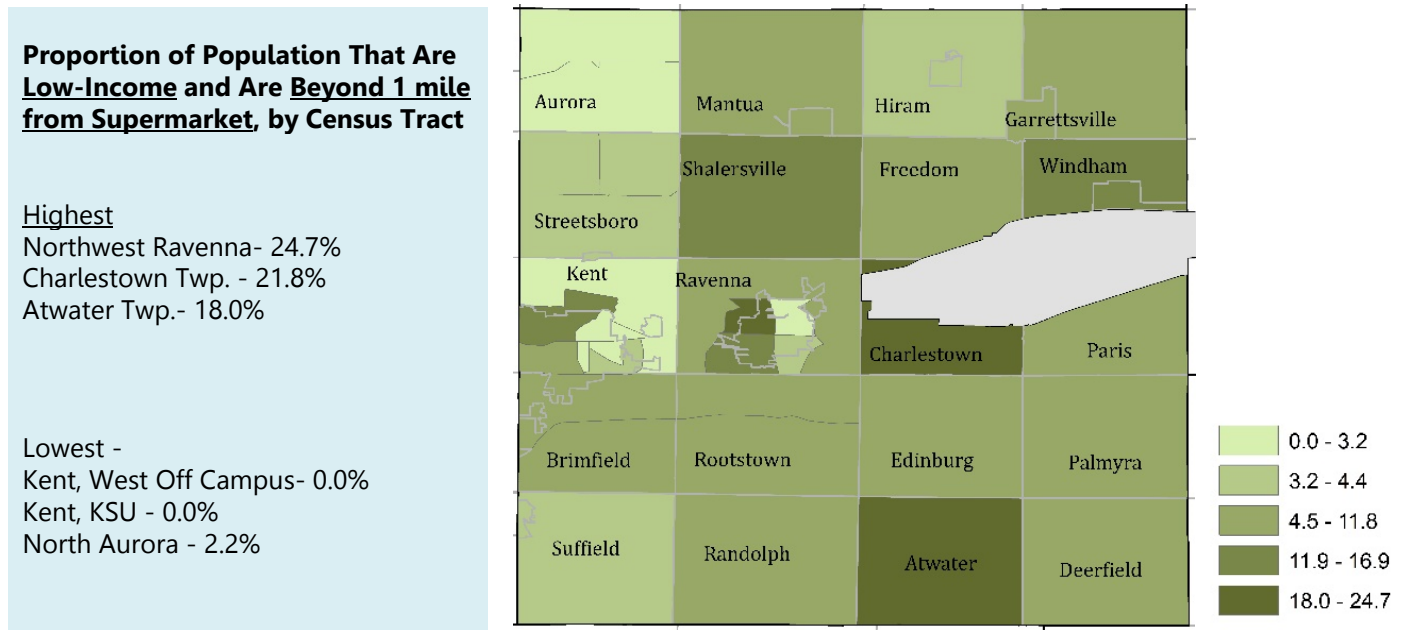 Proportion of Population That Are
Low-Income and Are Beyond 1 mile
from Supermarket, by Census Tract
Highest
Northwest Ravenna- 24.7%
Charlestown Twp. - 21.8%
Atwater Twp.- 18.0%
Lowest -
Kent, West Off Campus- 0.0%
Kent, KSU - 0.0%
North Aurora - 2.2%
Aurora
Mantua
Hiram
Garrettsville
Shalersville
Freedom
Windham
Streetsboro
Kent
Ravenna
Charlestown
Paris
Brimfield
Rootstown
Edinburg
Palmyra
Suffield
Randolph
Atwater
Deerfield
0.0 - 3.2
3.2 - 4.4
4.5 - 11.8
11.9 - 16.9
18.0 - 24.7